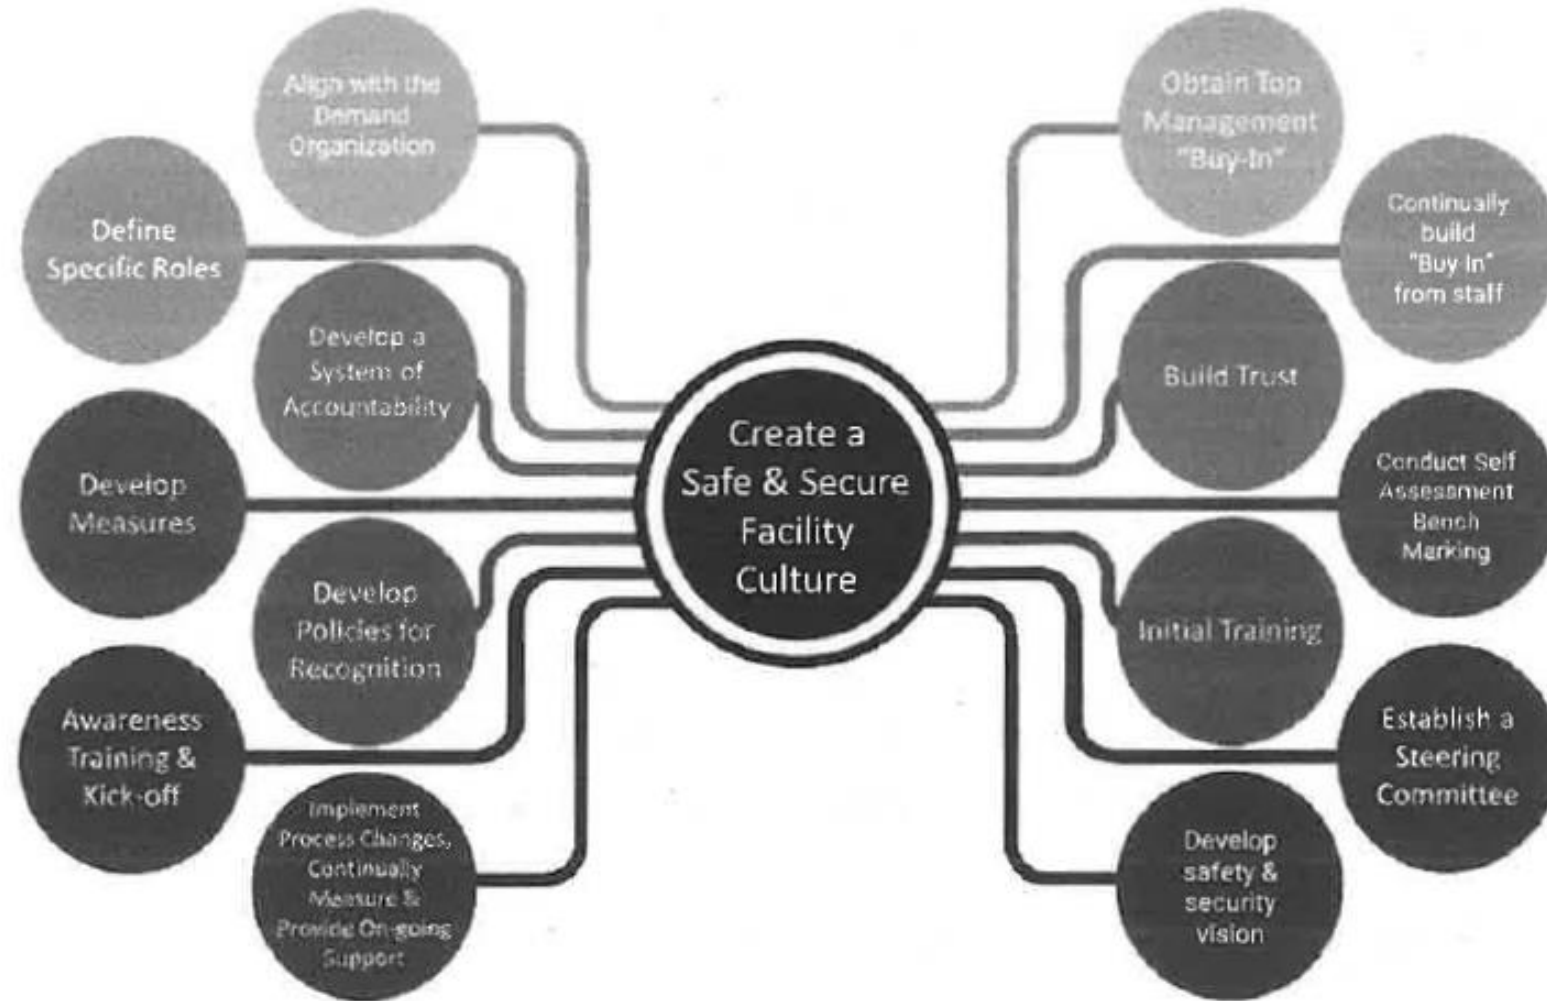 Align with the
Demand
Organization
Define
Specific Roles
Develop a
System of
Accountability
Develop
Measures
Develop
Policies for
Recognition
Awareness
Training &
Kick-off
Implement
Process Changes,
Continually
Measure &
Provide On-going
Support
Create a
Safe & Secure
Facility
Culture
Obtain Top
Management
"Buy-In"
Continually
build
"Buy In"
from staff
Build Trust
Conduct Self
Assessment
Bench
Marking
Initial Training
Establish a
Steering
Committee
Develop
safety &
security
vision